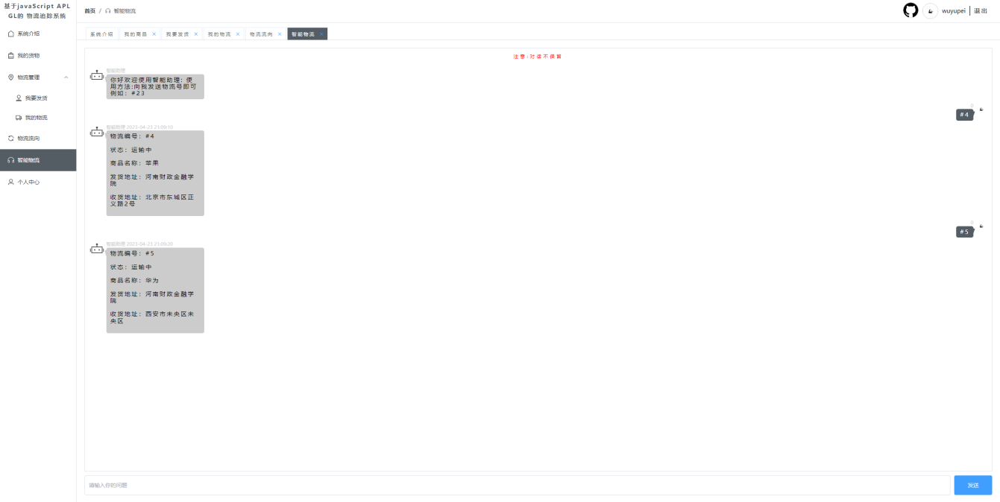 基于javaScript APL
GL的 物流追踪系统
首页 / 智能物流
wuyupei 退出
系统介绍
我的货物
物流管理
我要发货
我的物流
物流流向
智能物流
个人中心
系统介绍 我的商品 × 我要发货 × 我的物流 × 物流流向 × 智能物流 ×
注意:对话不保留
智能助理
你好欢迎使用智能助理: 使
用方法:向我发送物流号即可
例如: #23
#4
智能助理 2023-04-23 21:09:10
物流编号: #4
状态: 运输中
商品名称: 苹果
发货地址: 河南财政金融学
院
收货地址: 北京市东城区正
义路2号
#5
智能助理 2023-04-23 21:09:20
物流编号: #5
状态: 运输中
商品名称: 华为
发货地址: 河南财政金融学
院
收货地址: 西安市未央区未
央区
请输入你的问题
发送